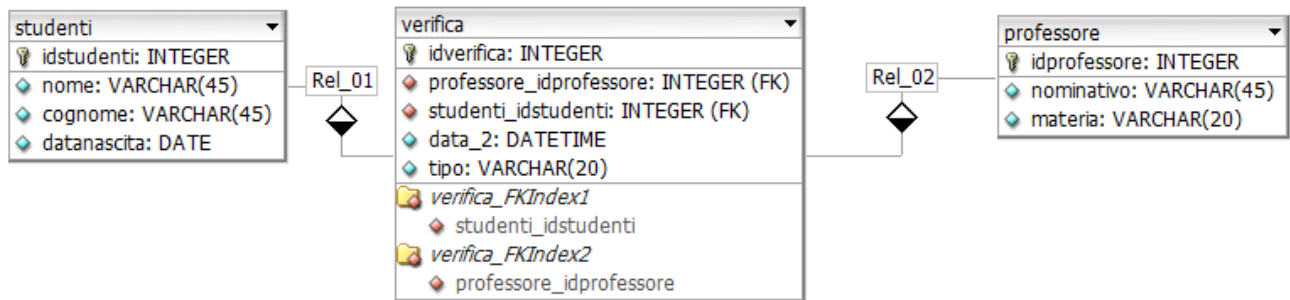 studenti
idstudenti: INTEGER
nome: VARCHAR(45)
cognome: VARCHAR(45)
datanascita: DATE
Rel_01
verifica
idverifica: INTEGER
professore_idprofessore: INTEGER (FK)
studenti_idstudenti: INTEGER (FK)
data_2: DATETIME
tipo: VARCHAR(20)
verifica_FKIndex1
studenti_idstudenti
verifica_FKIndex2
professore_idprofessore
Rel_02
professore
idprofessore: INTEGER
nominativo: VARCHAR(45)
materia: VARCHAR(20)